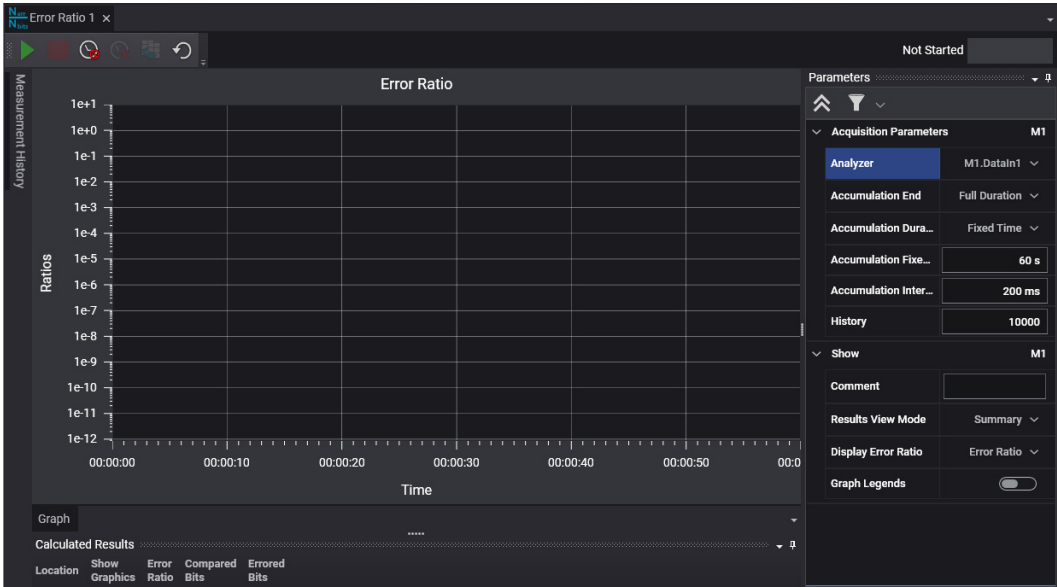 Nerr
Nbits
Error Ratio 1
Not Started
Measurement History
Error Ratio
1e+1
1e+0
1e-1
1e-2
1e-3
1e-4
1e-5
1e-6
1e-7
1e-8
1e-9
1e-10
1e-11
1e-12
Ratios
00:00:00 00:00:10 00:00:20 00:00:30 00:00:40 00:00:50 00:0
Time
Graph
Calculated Results
Location Show Graphics Error Ratio Compared Bits Errored Bits
Parameters
Acquisition Parameters M1
Analyzer M1.DataIn1
Accumulation End Full Duration
Accumulation Dura... Fixed Time
Accumulation Fixe... 60 s
Accumulation Inter... 200 ms
History 10000
Show M1
Comment
Results View Mode Summary
Display Error Ratio Error Ratio
Graph Legends